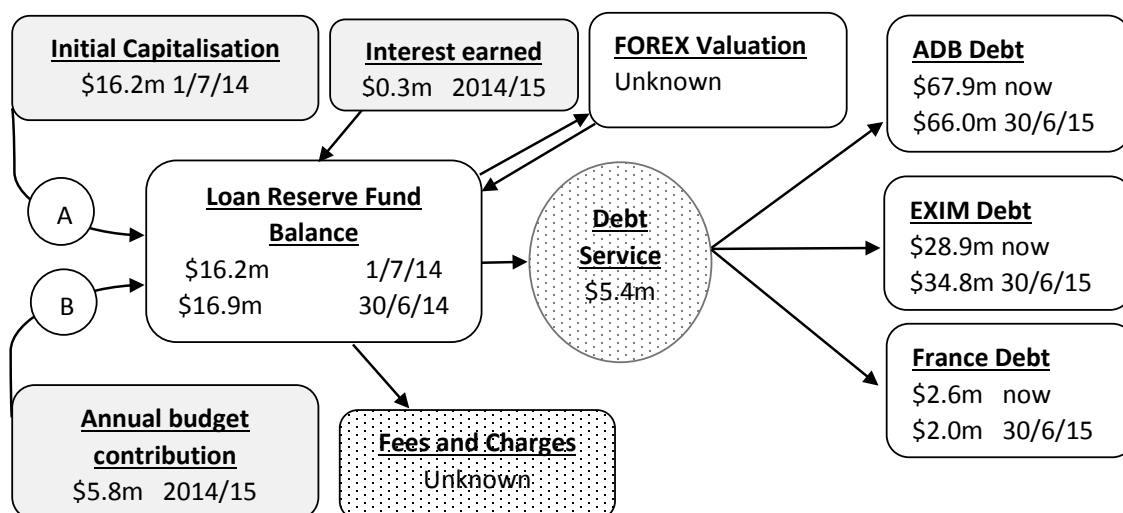 Initial Capitalisation
$16.2m 1/7/14
Interest earned
$0.3m 2014/15
FOREX Valuation
Unknown
ADB Debt
$67.9m now
$66.0m 30/6/15
A
Loan Reserve Fund
Balance
$16.2m 1/7/14
$16.9m 30/6/14
Debt
Service
$5.4m
EXIM Debt
$28.9m now
$34.8m 30/6/15
B
France Debt
$2.6m now
$2.0m 30/6/15
Annual budget
contribution
$5.8m 2014/15
Fees and Charges
Unknown